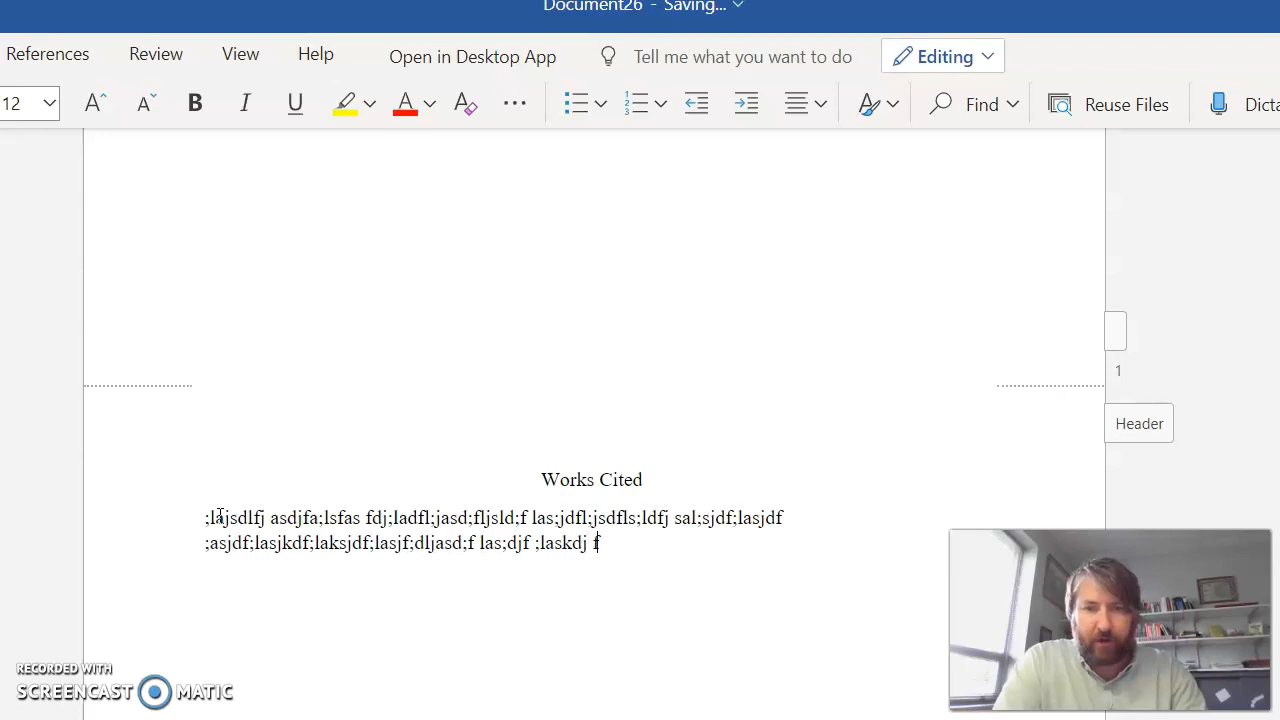 Document26 - Saving...
References Review View Help Open in Desktop App Tell me what you want to do Editing
12 A A B I U A A ... Find Reuse Files Dicta
1
Header
Works Cited
;lajsdlfj asdjfa;lsfas fdj;ladfl;jasd;fljsld;f las;jdfl;jsdfls;ldfj sal;sjdf;lasjdf
;asjdf;lasjkdf;laksjdf;lasjf;dljasd;f las;djf ;laskdj f
RECORDED WITH
SCREENCAST MATIC